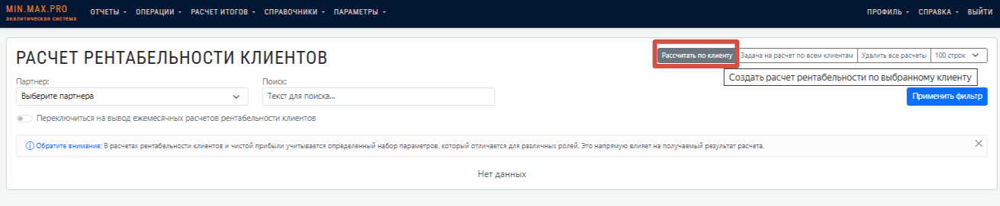 MIN.MAX.PRO
аналитическая система
ОТЧЕТЫ ОПЕРАЦИИ РАСЧЕТ ИТОГОВ СПРАВОЧНИКИ ПАРАМЕТРЫ ПРОФИЛЬ СПРАВКА ВЫЙТИ
РАСЧЕТ РЕНТАБЕЛЬНОСТИ КЛИЕНТОВ
Рассчитать по клиенту Задача на расчет по всем клиентам Удалить все расчеты 100 строк
Создать расчет рентабельности по выбранному клиенту
Партнер: Поиск:
Выберите партнера Текст для поиска... Применить фильтр
Переключиться на вывод ежемесячных расчетов рентабельности клиентов
Обратите внимание: В расчетах рентабельности клиентов и чистой прибыли учитывается определенный набор параметров, который отличается для различных ролей. Это напрямую влияет на получаемый результат расчета.
Нет данных